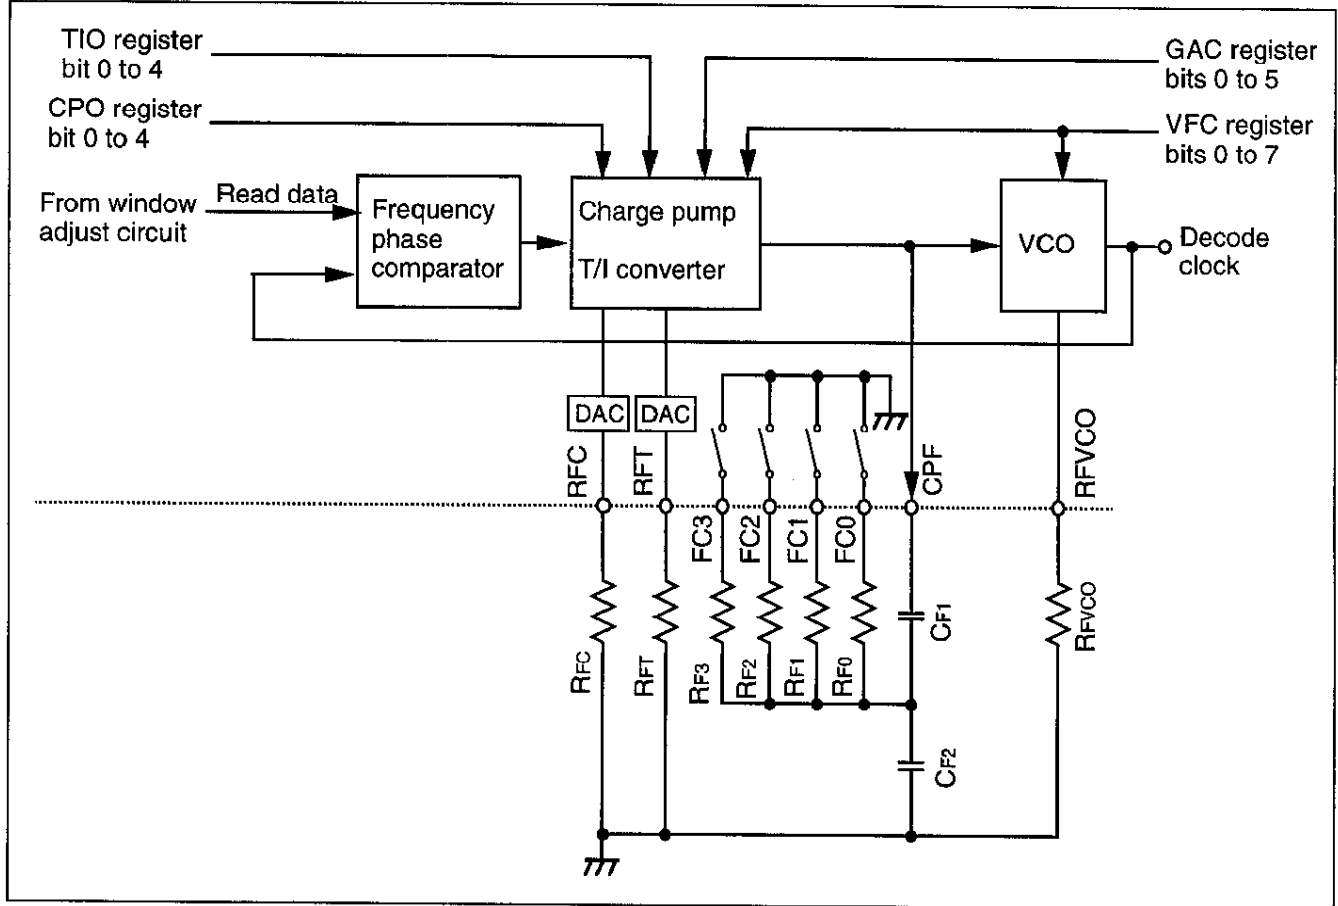 TIO register
bit 0 to 4
GAC register
bits 0 to 5
CPO register
bit 0 to 4
VFC register
bits 0 to 7
From window
adjust circuit
Read data
Frequency
phase
comparator
Charge pump
T/I converter
VCO
Decode
clock
DAC
DAC
RFC
RFT
CPF
RFVCO
FC3
FC2
FC1
FC0
RFC
RFT
RF3
RF2
RF1
RF0
CF1
RFVCO
CF2